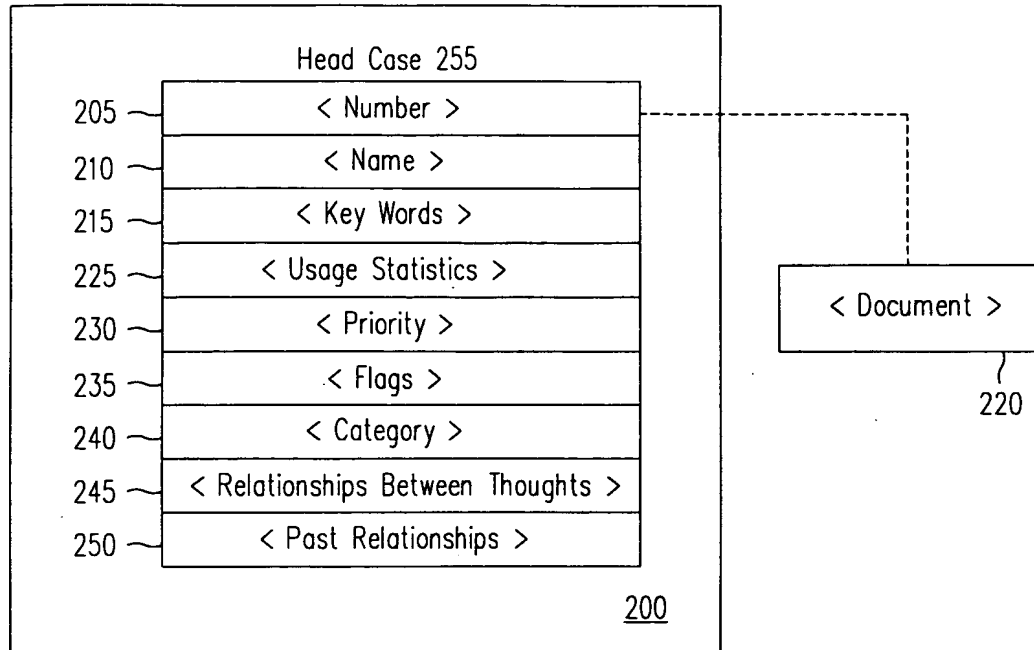 Head Case 255
205 < Number >
210 < Name >
215 < Key Words >
225 < Usage Statistics >
230 < Priority >
< Document >
235 < Flags >
220
240 < Category >
245 < Relationships Between Thoughts >
250 < Past Relationships >
200